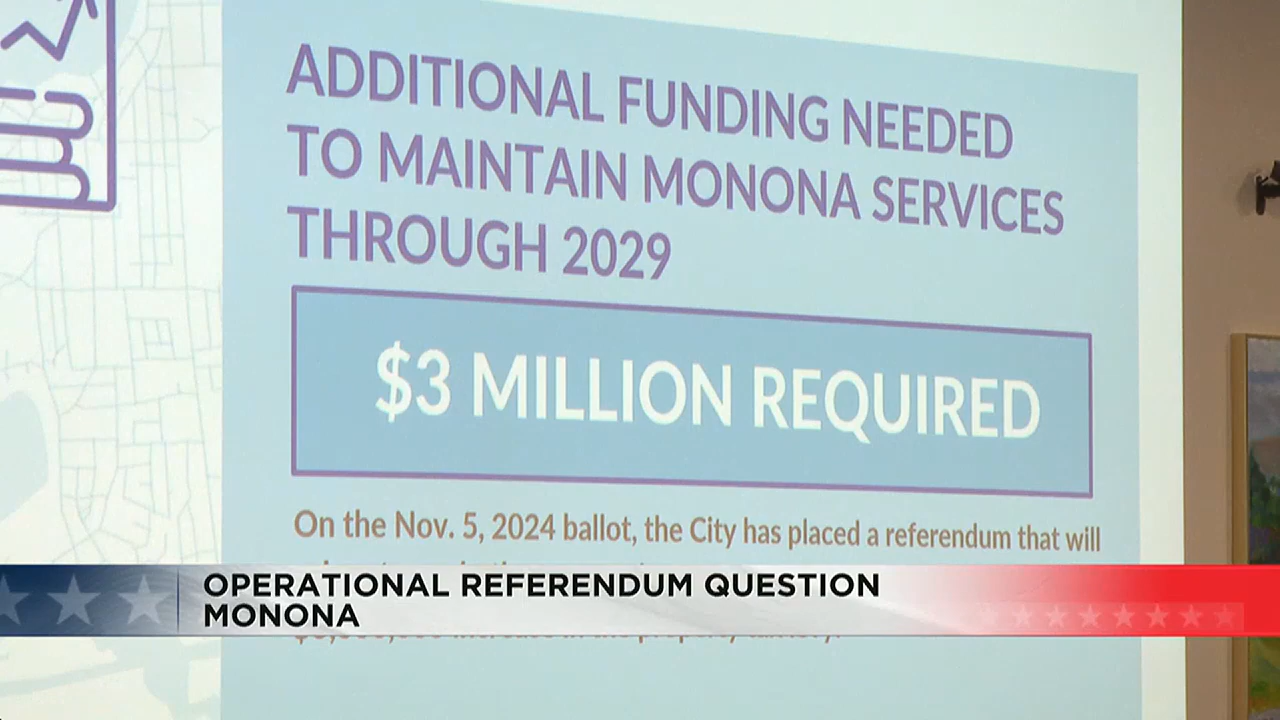 ADDITIONAL FUNDING NEEDED
TO MAINTAIN MONONA SERVICES
THROUGH 2029
$3 MILLION REQUIRED
On the Nov. 5, 2024 ballot, the City has placed a referendum that will
OPERATIONAL REFERENDUM QUESTION
MONONA